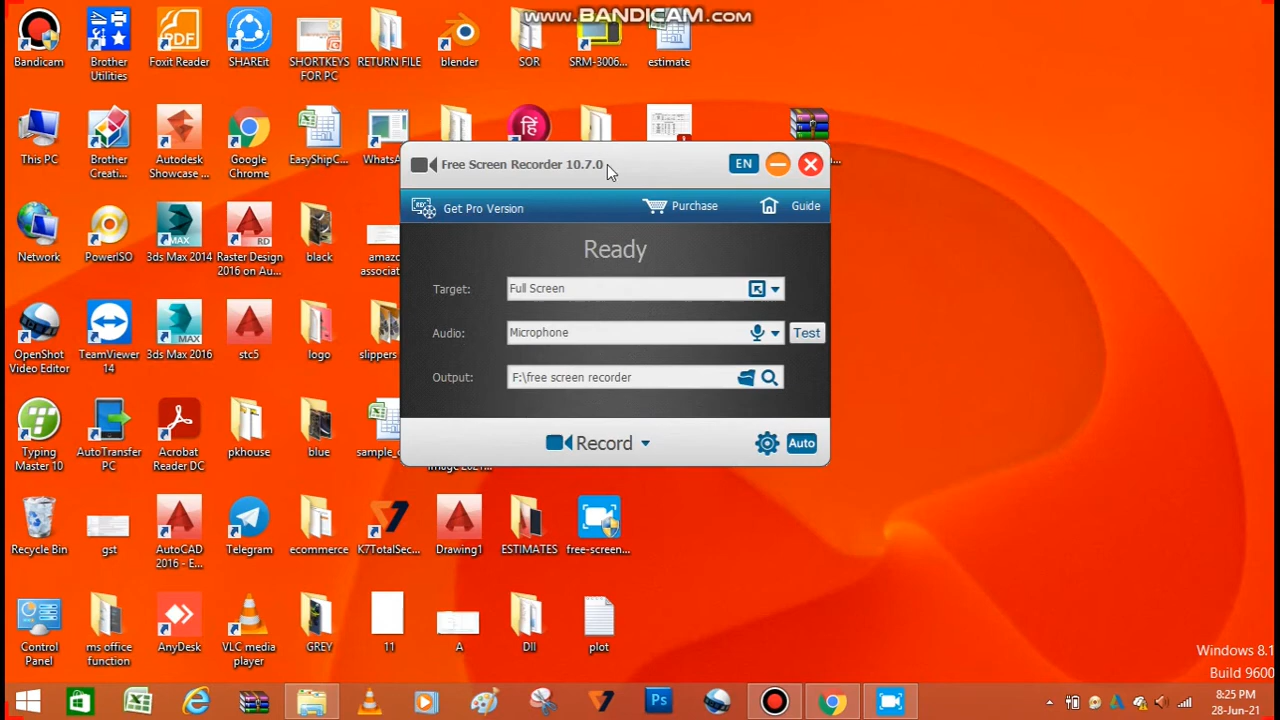 www.BANDICAM.com
Bandicam
Brother
Utilities
Foxit Reader
SHAREit
SHORTKEYS
FOR PC
RETURN FILE
blender
SOR
SRM-3006...
estimate
This PC
Brother
Creati...
Autodesk
Showcase ...
Google
Chrome
EasyShipC...
WhatsA
हिं
Free Screen Recorder 10.7.0
EN
Get Pro Version
Purchase
Guide
Ready
Target:
Full Screen
Audio:
Microphone
Test
Output:
F:\free screen recorder
Record
Auto
Network
PowerISO
3ds Max 2014
Raster Design
2016 on Au...
black
amazo
associat
OpenShot
Video Editor
TeamViewer
14
3ds Max 2016
stc5
logo
slippers
Typing
Master 10
AutoTransfer
PC
Acrobat
Reader DC
pkhouse
blue
sample_c
Recycle Bin
gst
AutoCAD
2016 - E...
Telegram
ecommerce
K7TotalSec...
Drawing1
ESTIMATES
free-screen...
Control
Panel
ms office
function
AnyDesk
VLC media
player
GREY
11
A
Dll
plot
Windows 8.1
Build 9600
8:25 PM
28-Jun-21